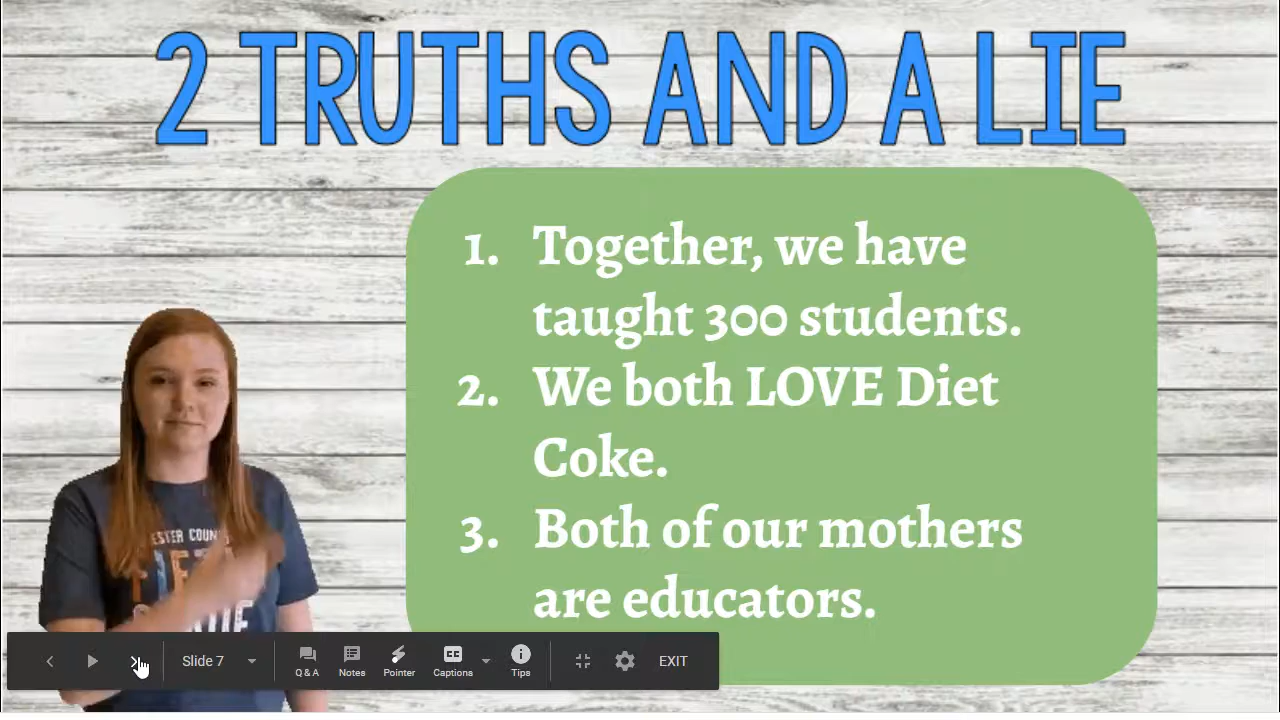 2 TRUTHS AND A LIE
1. Together, we have
taught 300 students.
2. We both LOVE Diet
Coke.
3. Both of our mothers
are educators.
Slide 7
Q & A
Notes
Pointer
CC
Captions
Tips
EXIT